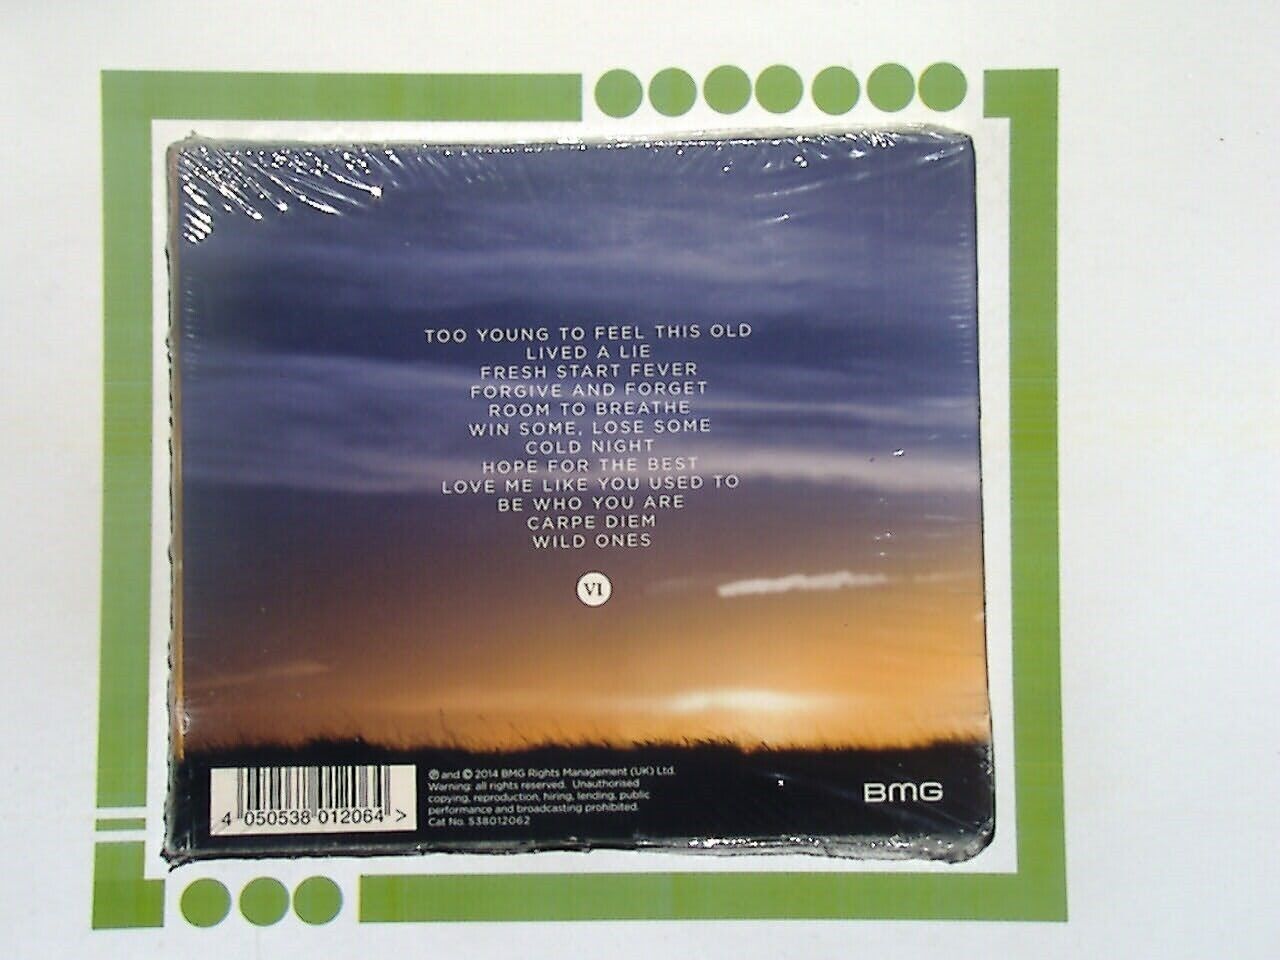 TOO YOUNG TO FEEL THIS OLD
LIVED A LIE
FRESH START FEVER
FORGIVE AND FORGET
ROOM TO BREATHE
WIN SOME, LOSE SOME
COLD NIGHT
HOPE FOR THE BEST
LOVE ME LIKE YOU USED TO
BE WHO YOU ARE
CARPE DIEM
WILD ONES
VI
4 050538 012064 >
℗ and © 2014 BMG Rights Management (UK) Ltd.
Warning: all rights reserved. Unauthorised
copying, reproduction, hiring, lending, public
performance and broadcasting prohibited.
Cat No. 538012062
BMG